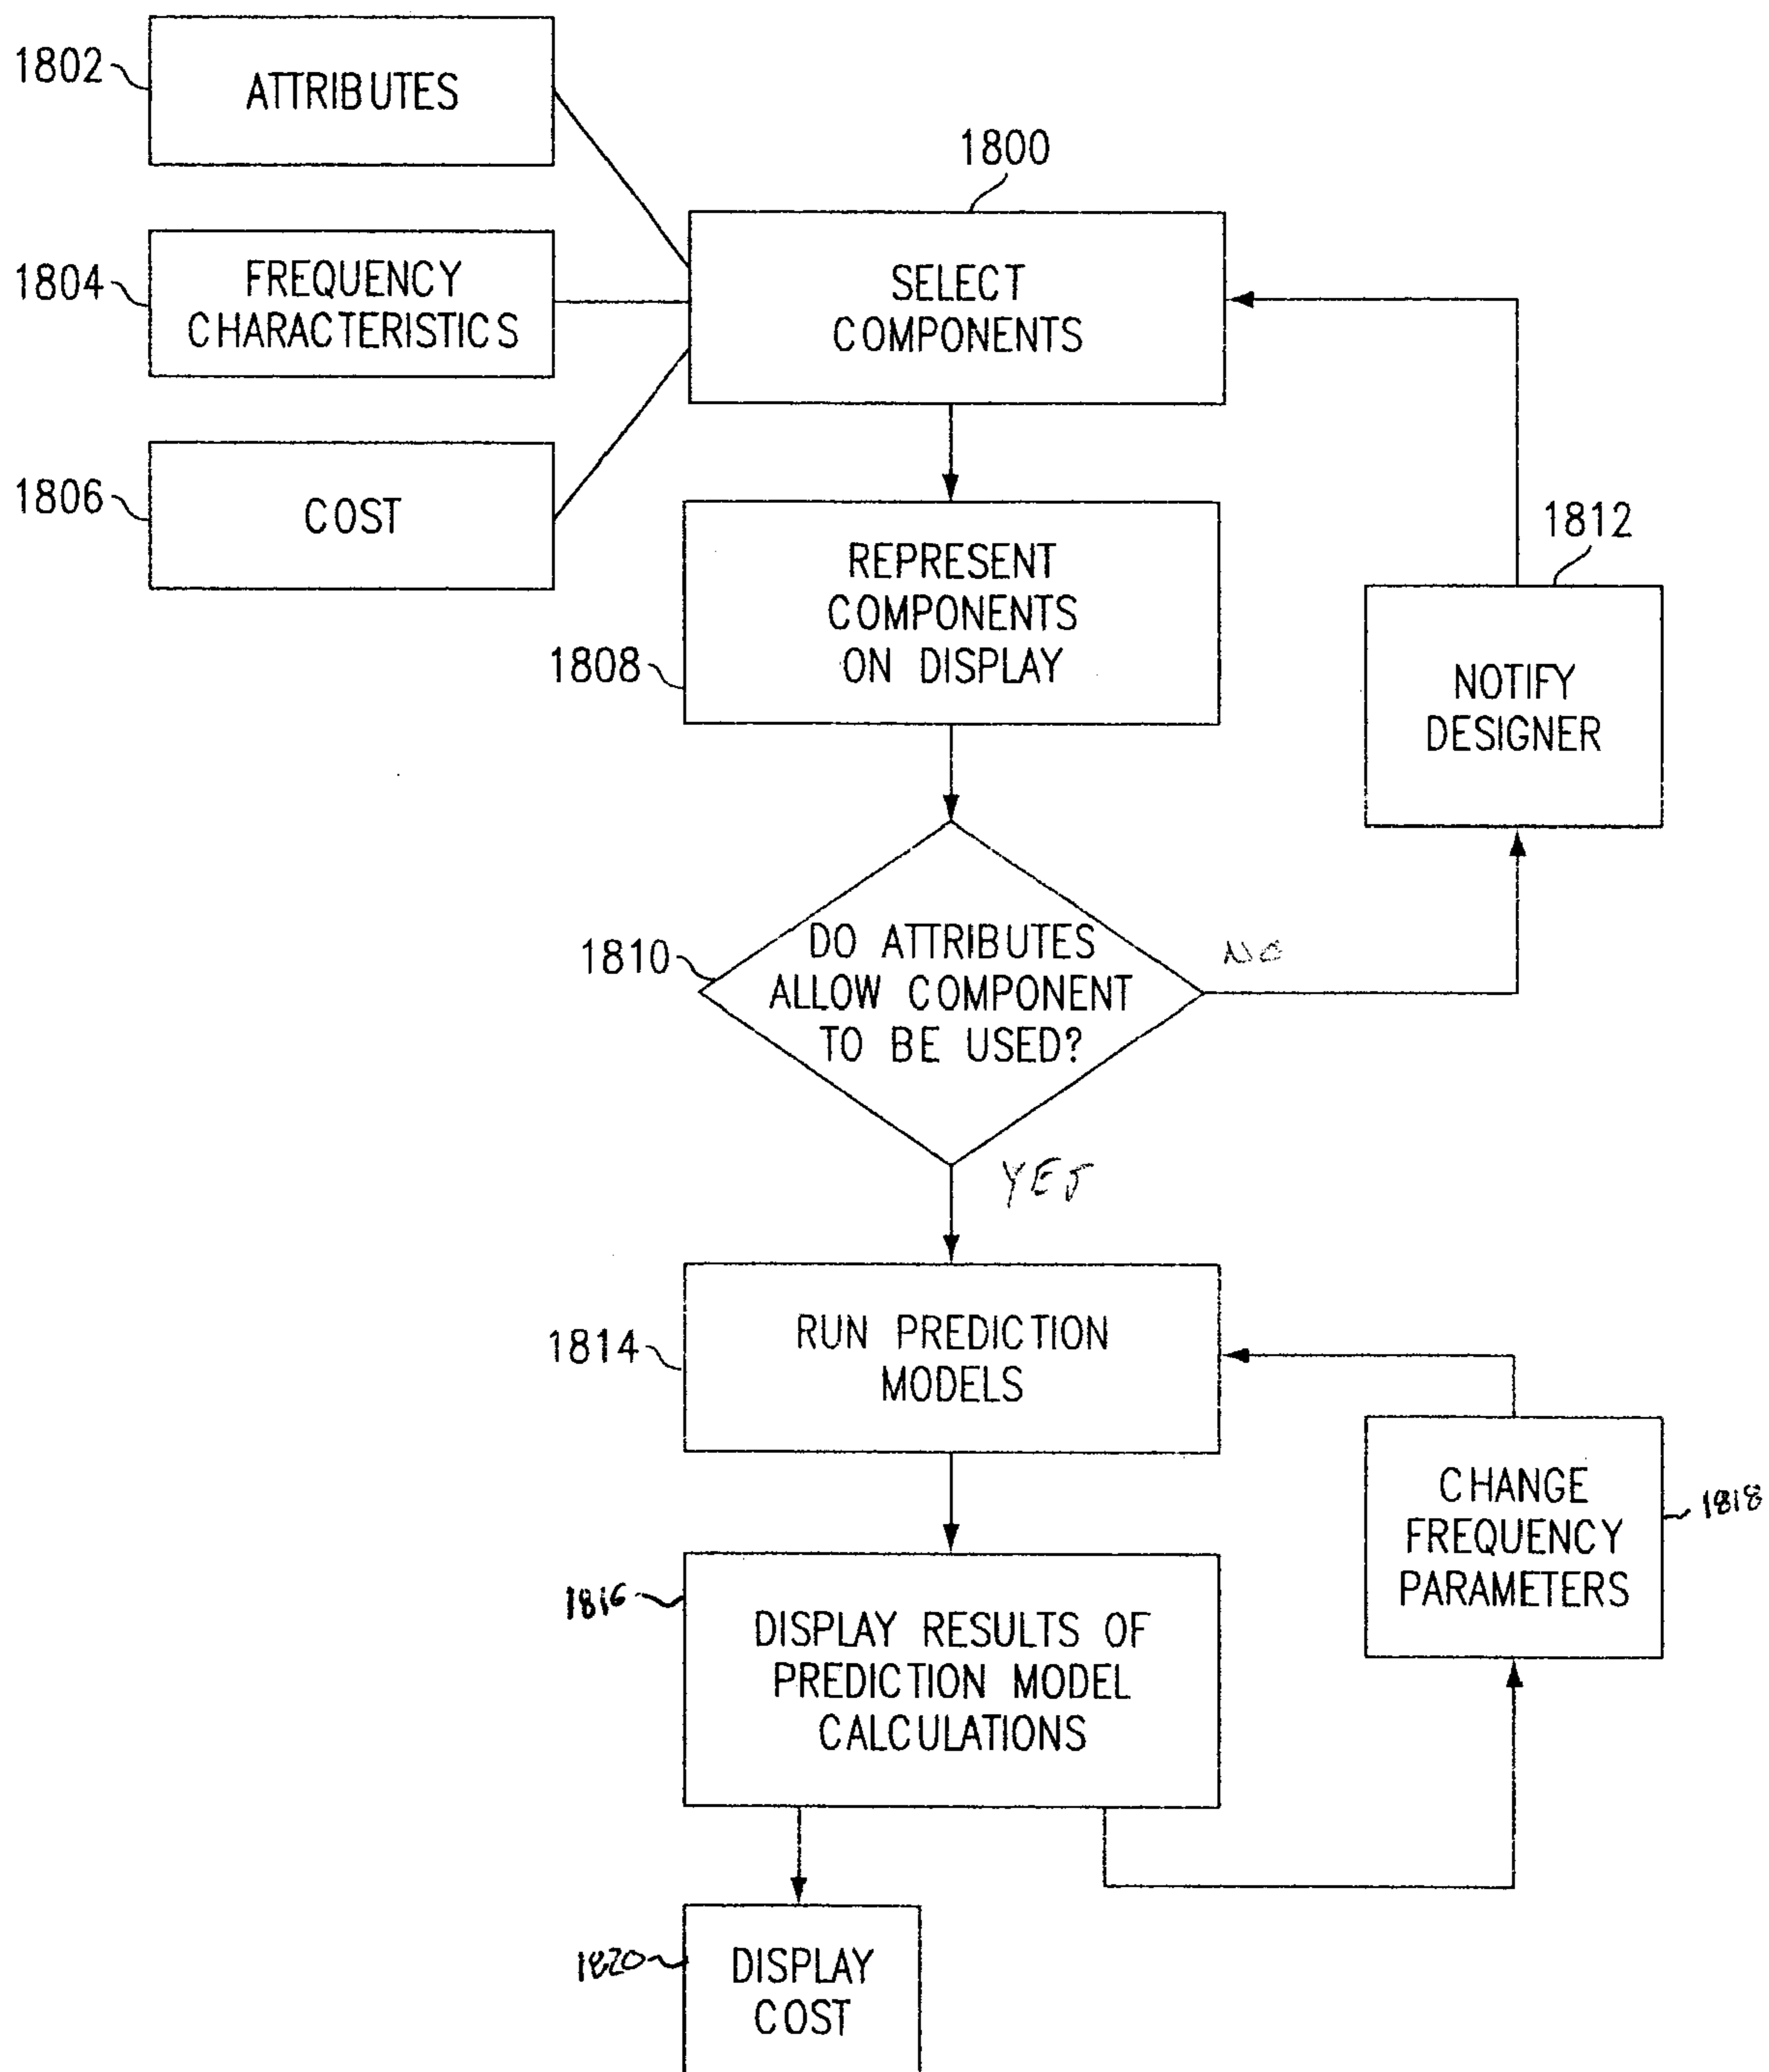 1802
ATTRIBUTES
1800
1804
FREQUENCY
CHARACTERISTICS
SELECT
COMPONENTS
1806
COST
1808
REPRESENT
COMPONENTS
ON DISPLAY
1812
NOTIFY
DESIGNER
1810
DO ATTRIBUTES
ALLOW COMPONENT
TO BE USED?
NO
YES
1814
RUN PREDICTION
MODELS
CHANGE
FREQUENCY
PARAMETERS
1818
1816
DISPLAY RESULTS OF
PREDICTION MODEL
CALCULATIONS
1820
DISPLAY
COST